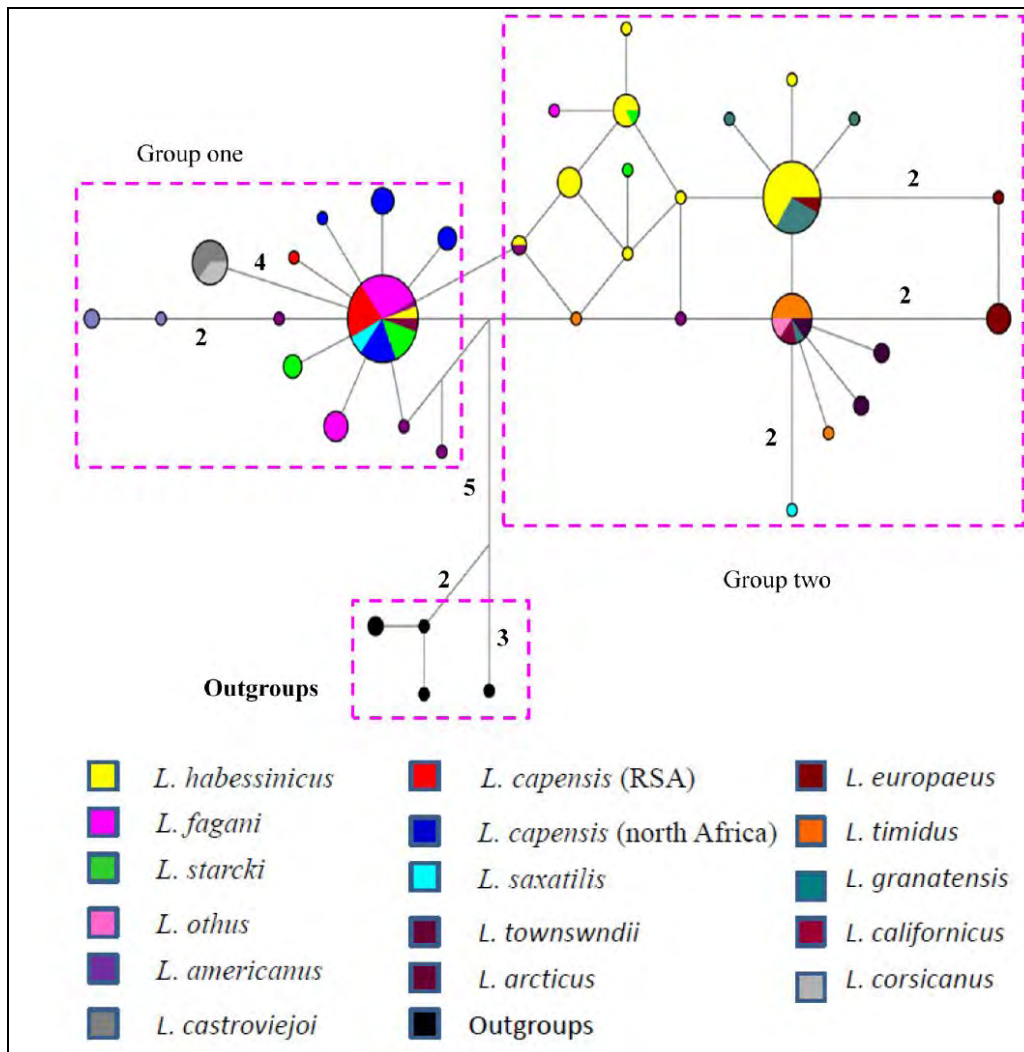 Group one
2
4
2
2
2
5
Group two
2
3
Outgroups
L. habessinicus
L. fagani
L. starcki
L. othus
L. americanus
L. castroviejoi
L. capensis (RSA)
L. capensis (north Africa)
L. saxatilis
L. townswndii
L. arcticus
Outgroups
L. europaeus
L. timidus
L. granatensis
L. californicus
L. corsicanus